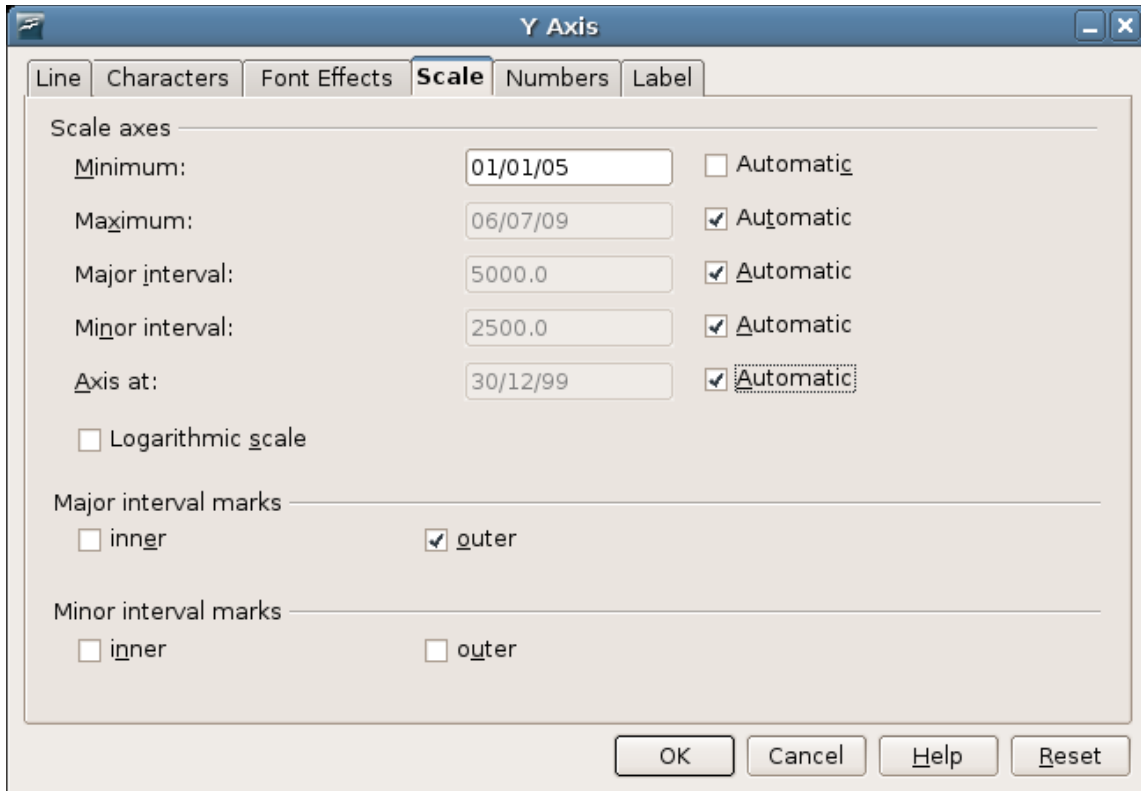 Y Axis
Line Characters Font Effects Scale Numbers Label
Scale axes
Minimum: 01/01/05 Automatic
Maximum: 06/07/09 Automatic
Major interval: 5000.0 Automatic
Minor interval: 2500.0 Automatic
Axis at: 30/12/99 Automatic
Logarithmic scale
Major interval marks
inner outer
Minor interval marks
inner outer
OK Cancel Help Reset